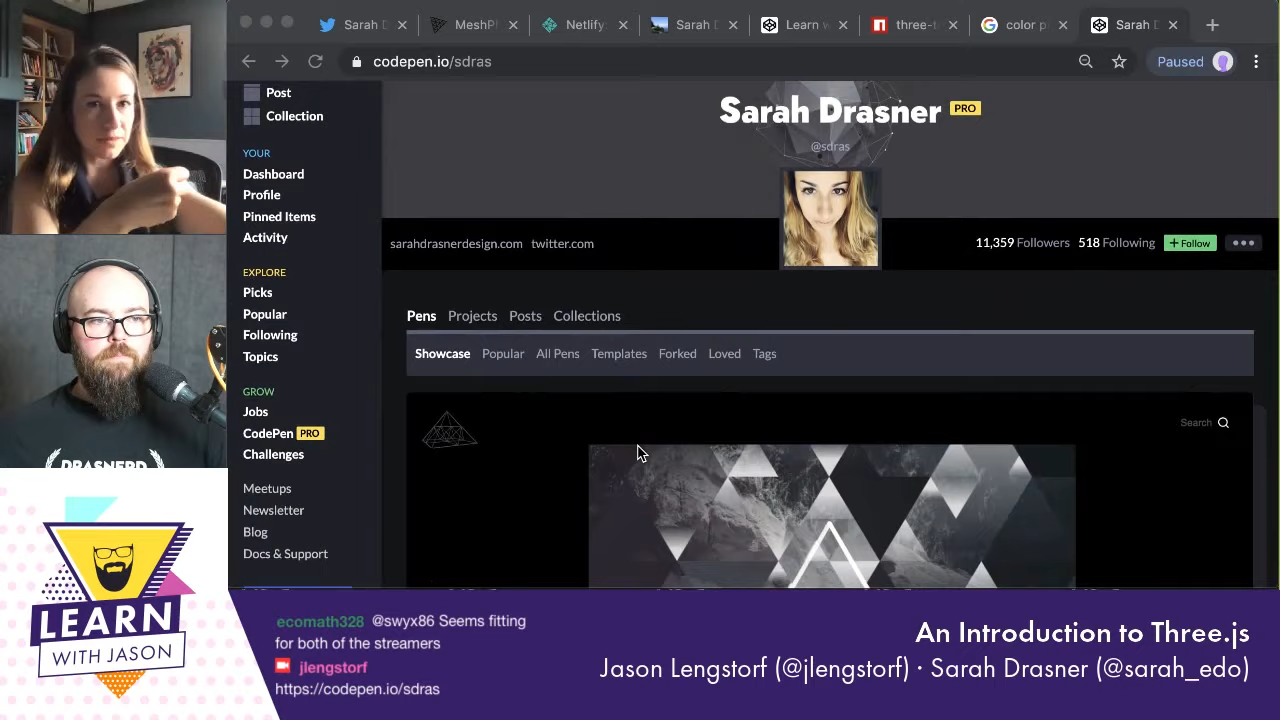 Sarah D
MeshPl
Netlify:
Sarah D
Learn w
three-t
color p
Sarah D
codepen.io/sdras
Paused
Post
Collection
YOUR
Dashboard
Profile
Pinned Items
Activity
EXPLORE
Picks
Popular
Following
Topics
GROW
Jobs
CodePen PRO
Challenges
Meetups
Newsletter
Blog
Docs & Support
Sarah Drasner PRO
@sdras
sarahdrasnerdesign.com twitter.com
11,359 Followers 518 Following + Follow
Pens Projects Posts Collections
Showcase Popular All Pens Templates Forked Loved Tags
Search
DRASNERD
LEARN
WITH JASON
ecomath328 @swyx86 Seems fitting
for both of the streamers
jlengstorf
https://codepen.io/sdras
An Introduction to Three.js
Jason Lengstorf (@jlengstorf) · Sarah Drasner (@sarah_edo)